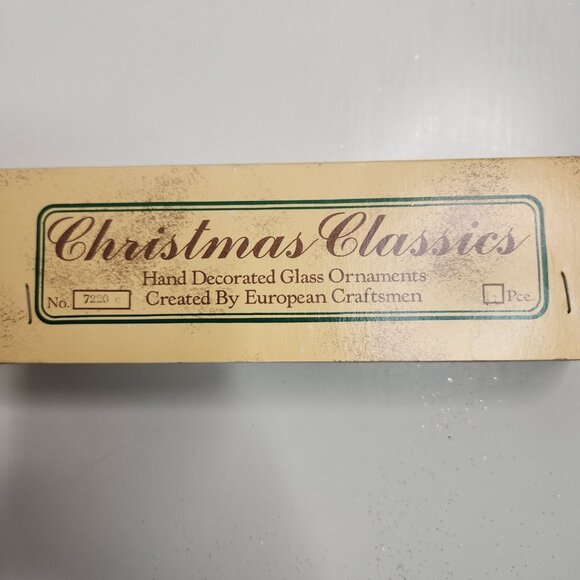 Christmas Classics
Hand Decorated Glass Ornaments
Created By European Craftsmen
No. 7220 c
Pce.